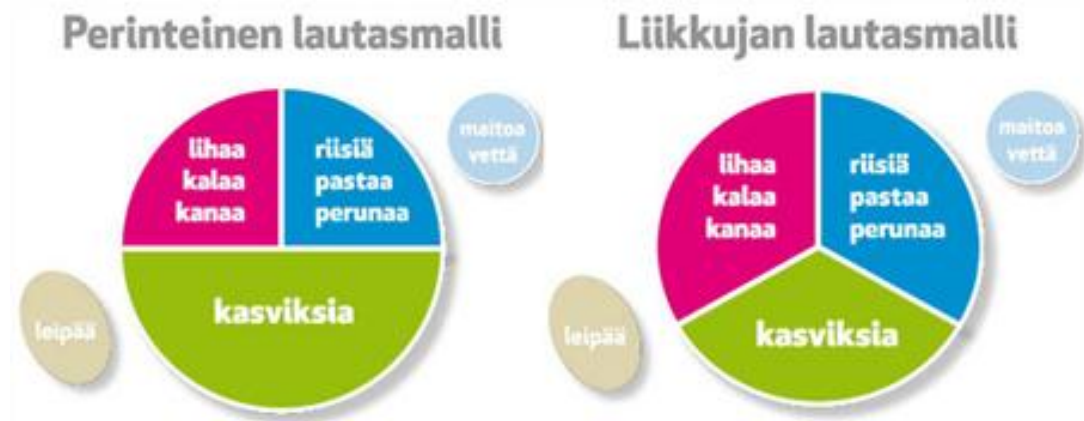 Perinteinen lautasmalli
lihaa
kalaa
kanaa
riisiä
pastaa
perunaa
maitoa
vettä
leipää
kasviksia
Liikkujan lautasmalli
lihaa
kalaa
kanaa
riisiä
pastaa
perunaa
maitoa
vettä
leipää
kasviksia